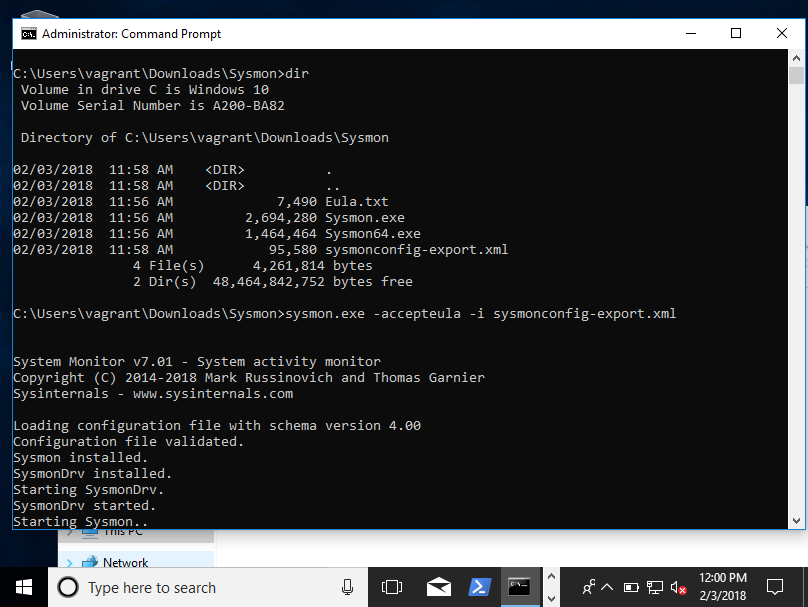 Administrator: Command Prompt
C:\Users\vagrant\Downloads\Sysmon>dir
Volume in drive C is Windows 10
Volume Serial Number is A200-BA82
Directory of C:\Users\vagrant\Downloads\Sysmon
02/03/2018  11:58 AM    <DIR>          .
02/03/2018  11:58 AM    <DIR>          ..
02/03/2018  11:56 AM             7,490 Eula.txt
02/03/2018  11:56 AM         2,694,280 Sysmon.exe
02/03/2018  11:56 AM         1,464,464 Sysmon64.exe
02/03/2018  11:58 AM            95,580 sysmonconfig-export.xml
4 File(s)      4,261,814 bytes
2 Dir(s)  48,464,842,752 bytes free
C:\Users\vagrant\Downloads\Sysmon>sysmon.exe -accepteula -i sysmonconfig-export.xml
System Monitor v7.01 - System activity monitor
Copyright (C) 2014-2018 Mark Russinovich and Thomas Garnier
Sysinternals - www.sysinternals.com
Loading configuration file with schema version 4.00
Configuration file validated.
Sysmon installed.
SysmonDrv installed.
Starting SysmonDrv.
SysmonDrv started.
Starting Sysmon..
This PC
Network
Type here to search
12:00 PM
2/3/2018